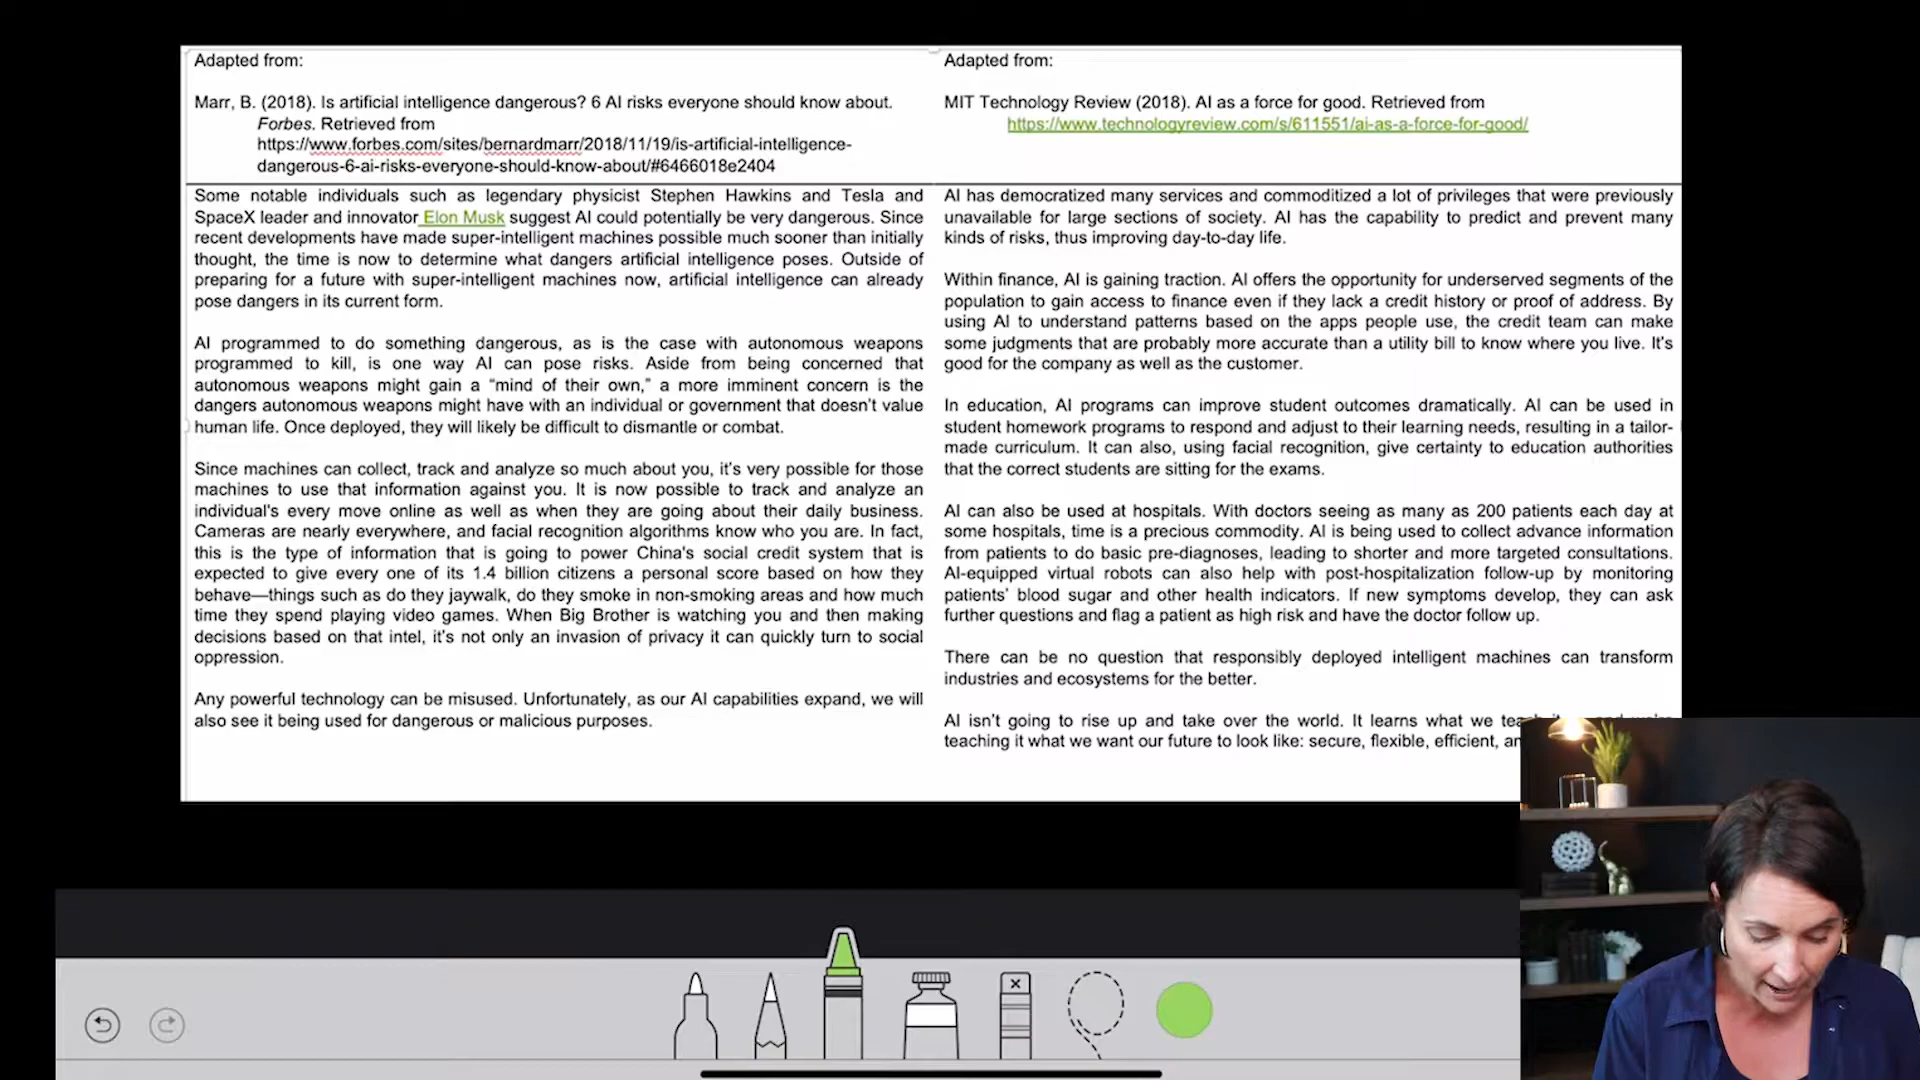 Adapted from:
Marr, B. (2018). Is artificial intelligence dangerous? 6 AI risks everyone should know about.
Forbes. Retrieved from
https://www.forbes.com/sites/bernardmarr/2018/11/19/is-artificial-intelligence-
dangerous-6-ai-risks-everyone-should-know-about/#6466018e2404
Some notable individuals such as legendary physicist Stephen Hawkins and Tesla and
SpaceX leader and innovator Elon Musk suggest AI could potentially be very dangerous. Since
recent developments have made super-intelligent machines possible much sooner than initially
thought, the time is now to determine what dangers artificial intelligence poses. Outside of
preparing for a future with super-intelligent machines now, artificial intelligence can already
pose dangers in its current form.
AI programmed to do something dangerous, as is the case with autonomous weapons
programmed to kill, is one way AI can pose risks. Aside from being concerned that
autonomous weapons might gain a “mind of their own,” a more imminent concern is the
dangers autonomous weapons might have with an individual or government that doesn’t value
human life. Once deployed, they will likely be difficult to dismantle or combat.
Since machines can collect, track and analyze so much about you, it’s very possible for those
machines to use that information against you. It is now possible to track and analyze an
individual's every move online as well as when they are going about their daily business.
Cameras are nearly everywhere, and facial recognition algorithms know who you are. In fact,
this is the type of information that is going to power China's social credit system that is
expected to give every one of its 1.4 billion citizens a personal score based on how they
behave—things such as do they jaywalk, do they smoke in non-smoking areas and how much
time they spend playing video games. When Big Brother is watching you and then making
decisions based on that intel, it’s not only an invasion of privacy it can quickly turn to social
oppression.
Any powerful technology can be misused. Unfortunately, as our AI capabilities expand, we will
also see it being used for dangerous or malicious purposes.
Adapted from:
MIT Technology Review (2018). AI as a force for good. Retrieved from
https://www.technologyreview.com/s/611551/ai-as-a-force-for-good/
AI has democratized many services and commoditized a lot of privileges that were previously
unavailable for large sections of society. AI has the capability to predict and prevent many
kinds of risks, thus improving day-to-day life.
Within finance, AI is gaining traction. AI offers the opportunity for underserved segments of the
population to gain access to finance even if they lack a credit history or proof of address. By
using AI to understand patterns based on the apps people use, the credit team can make
some judgments that are probably more accurate than a utility bill to know where you live. It's
good for the company as well as the customer.
In education, AI programs can improve student outcomes dramatically. AI can be used in
student homework programs to respond and adjust to their learning needs, resulting in a tailor-
made curriculum. It can also, using facial recognition, give certainty to education authorities
that the correct students are sitting for the exams.
AI can also be used at hospitals. With doctors seeing as many as 200 patients each day at
some hospitals, time is a precious commodity. AI is being used to collect advance information
from patients to do basic pre-diagnoses, leading to shorter and more targeted consultations.
AI-equipped virtual robots can also help with post-hospitalization follow-up by monitoring
patients’ blood sugar and other health indicators. If new symptoms develop, they can ask
further questions and flag a patient as high risk and have the doctor follow up.
There can be no question that responsibly deployed intelligent machines can transform
industries and ecosystems for the better.
AI isn’t going to rise up and take over the world. It learns what we
teaching it what we want our future to look like: secure, flexible, efficient,